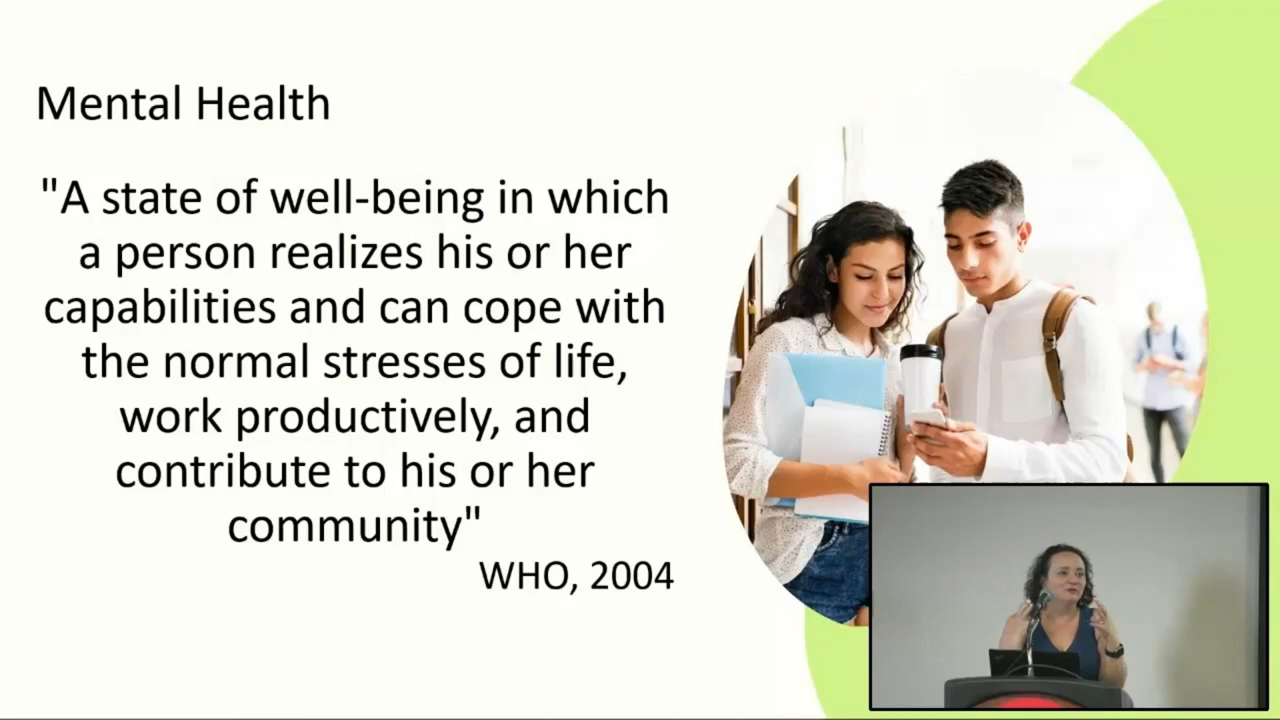 Mental Health
"A state of well-being in which
a person realizes his or her
capabilities and can cope with
the normal stresses of life,
work productively, and
contribute to his or her
community"
WHO, 2004